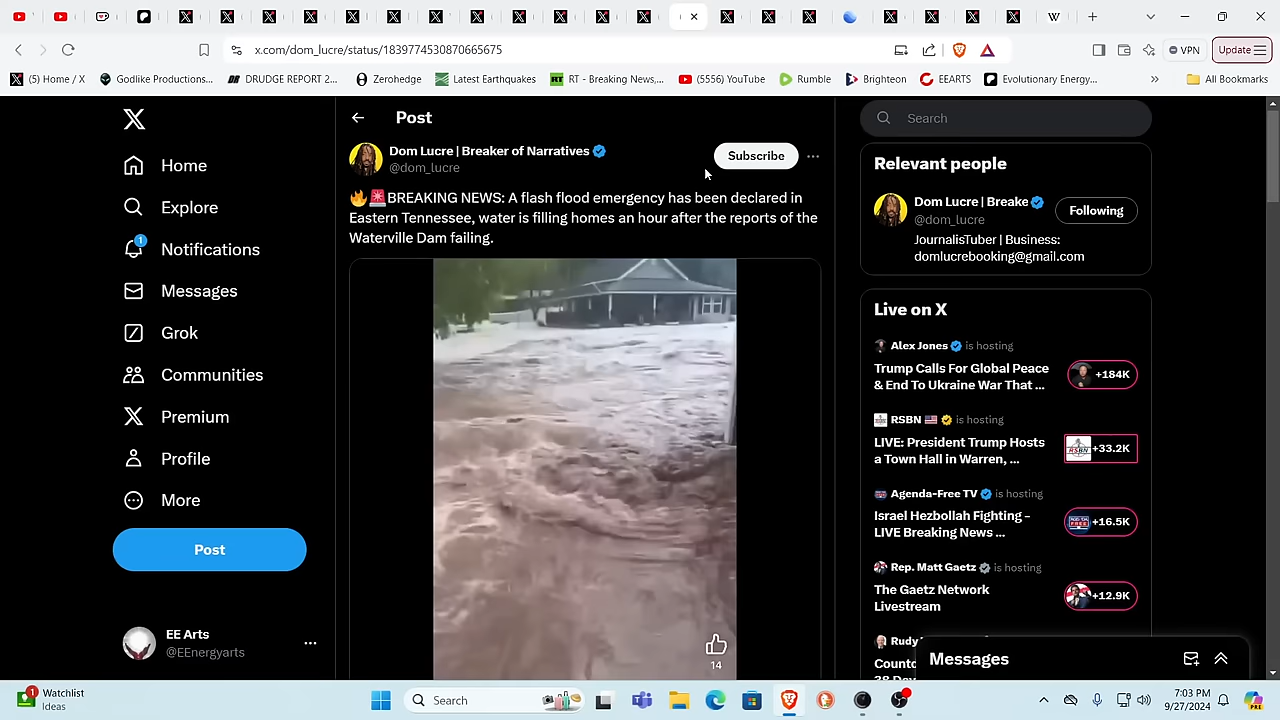 x.com/dom_lucre/status/1839774530870665675
VPN
Update
(5) Home / X
Godlike Productions...
DRUDGE REPORT 2...
Zerohedge
Latest Earthquakes
RT - Breaking News,...
(5556) YouTube
Rumble
Brighteon
EEARTS
Evolutionary Energy...
All Bookmarks
Home
Explore
1
Notifications
Messages
Grok
Communities
Premium
Profile
More
Post
EE Arts
@EEnergyarts
Post
Dom Lucre | Breaker of Narratives
@dom_lucre
Subscribe
🔥🚨BREAKING NEWS: A flash flood emergency has been declared in
Eastern Tennessee, water is filling homes an hour after the reports of the
Waterville Dam failing.
14
Search
Relevant people
Dom Lucre | Breake
@dom_lucre
Following
JournalisTuber | Business:
domlucrebooking@gmail.com
Live on X
Alex Jones is hosting
Trump Calls For Global Peace
& End To Ukraine War That ...
+184K
RSBN 🇺🇸 is hosting
LIVE: President Trump Hosts
a Town Hall in Warren, ...
RSBN
+33.2K
Agenda-Free TV is hosting
Israel Hezbollah Fighting –
LIVE Breaking News ...
+16.5K
Rep. Matt Gaetz is hosting
The Gaetz Network
Livestream
+12.9K
Messages
1
Watchlist
Ideas
Search
7:03 PM
9/27/2024
PRE